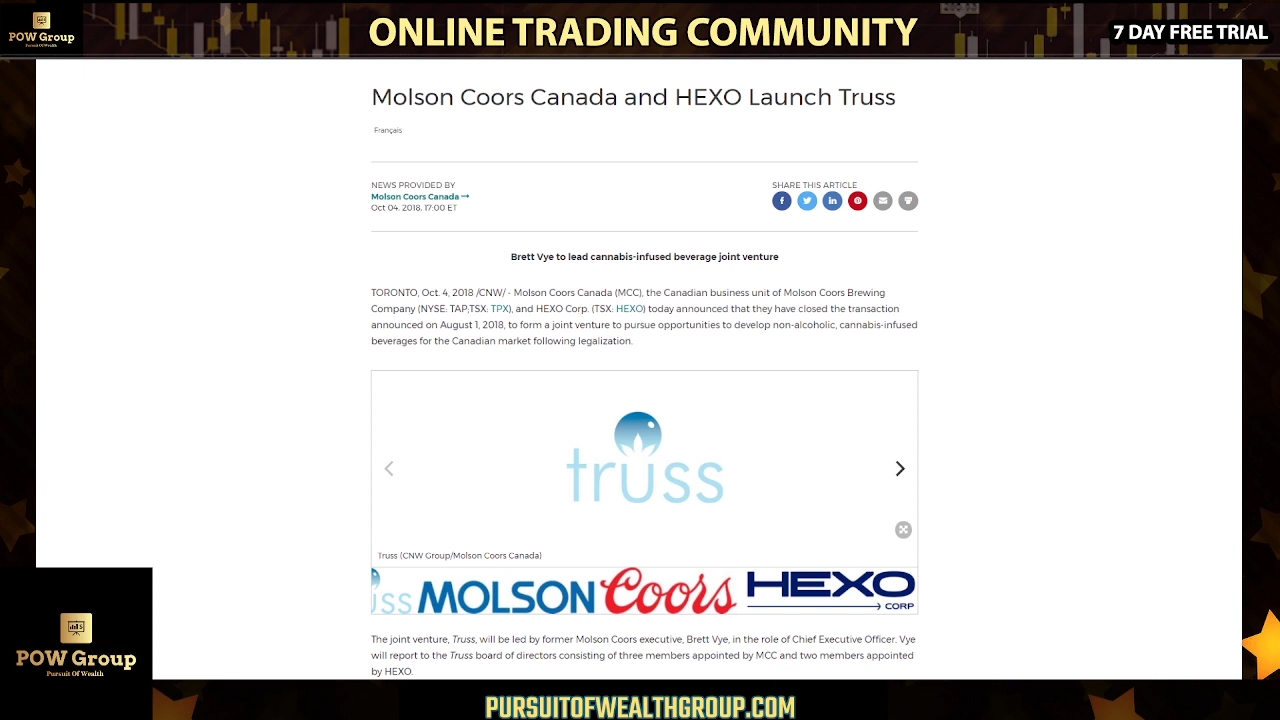 POW Group
Pursuit Of Wealth
ONLINE TRADING COMMUNITY
7 DAY FREE TRIAL
Molson Coors Canada and HEXO Launch Truss
Français
NEWS PROVIDED BY
Molson Coors Canada
Oct 04, 2018, 17:00 ET
SHARE THIS ARTICLE
Brett Vye to lead cannabis-infused beverage joint venture
TORONTO, Oct. 4, 2018 /CNW/ - Molson Coors Canada (MCC), the Canadian business unit of Molson Coors Brewing
Company (NYSE: TAP,TSX: TPX), and HEXO Corp. (TSX: HEXO) today announced that they have closed the transaction
announced on August 1, 2018, to form a joint venture to pursue opportunities to develop non-alcoholic, cannabis-infused
beverages for the Canadian market following legalization.
truss
Truss (CNW Group/Molson Coors Canada)
uss MOLSON Coors HEXO
CORP
The joint venture, Truss, will be led by former Molson Coors executive, Brett Vye, in the role of Chief Executive Officer. Vye
will report to the Truss board of directors consisting of three members appointed by MCC and two members appointed
by HEXO.
POW Group
Pursuit Of Wealth
PURSUITOFWEALTHGROUP.COM